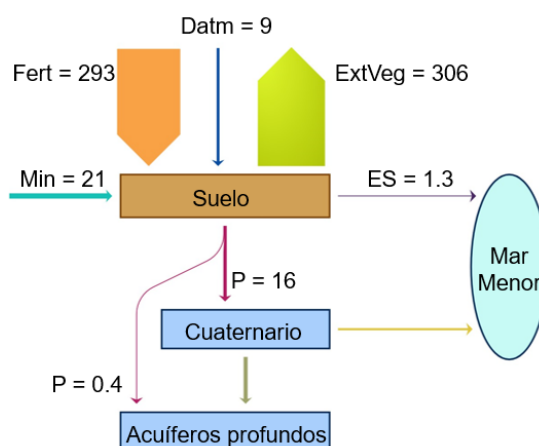 Datm = 9
Fert = 293
ExtVeg = 306
Min = 21
Suelo
ES = 1.3
Mar
Menor
P = 16
Cuaternario
P = 0.4
Acuíferos profundos